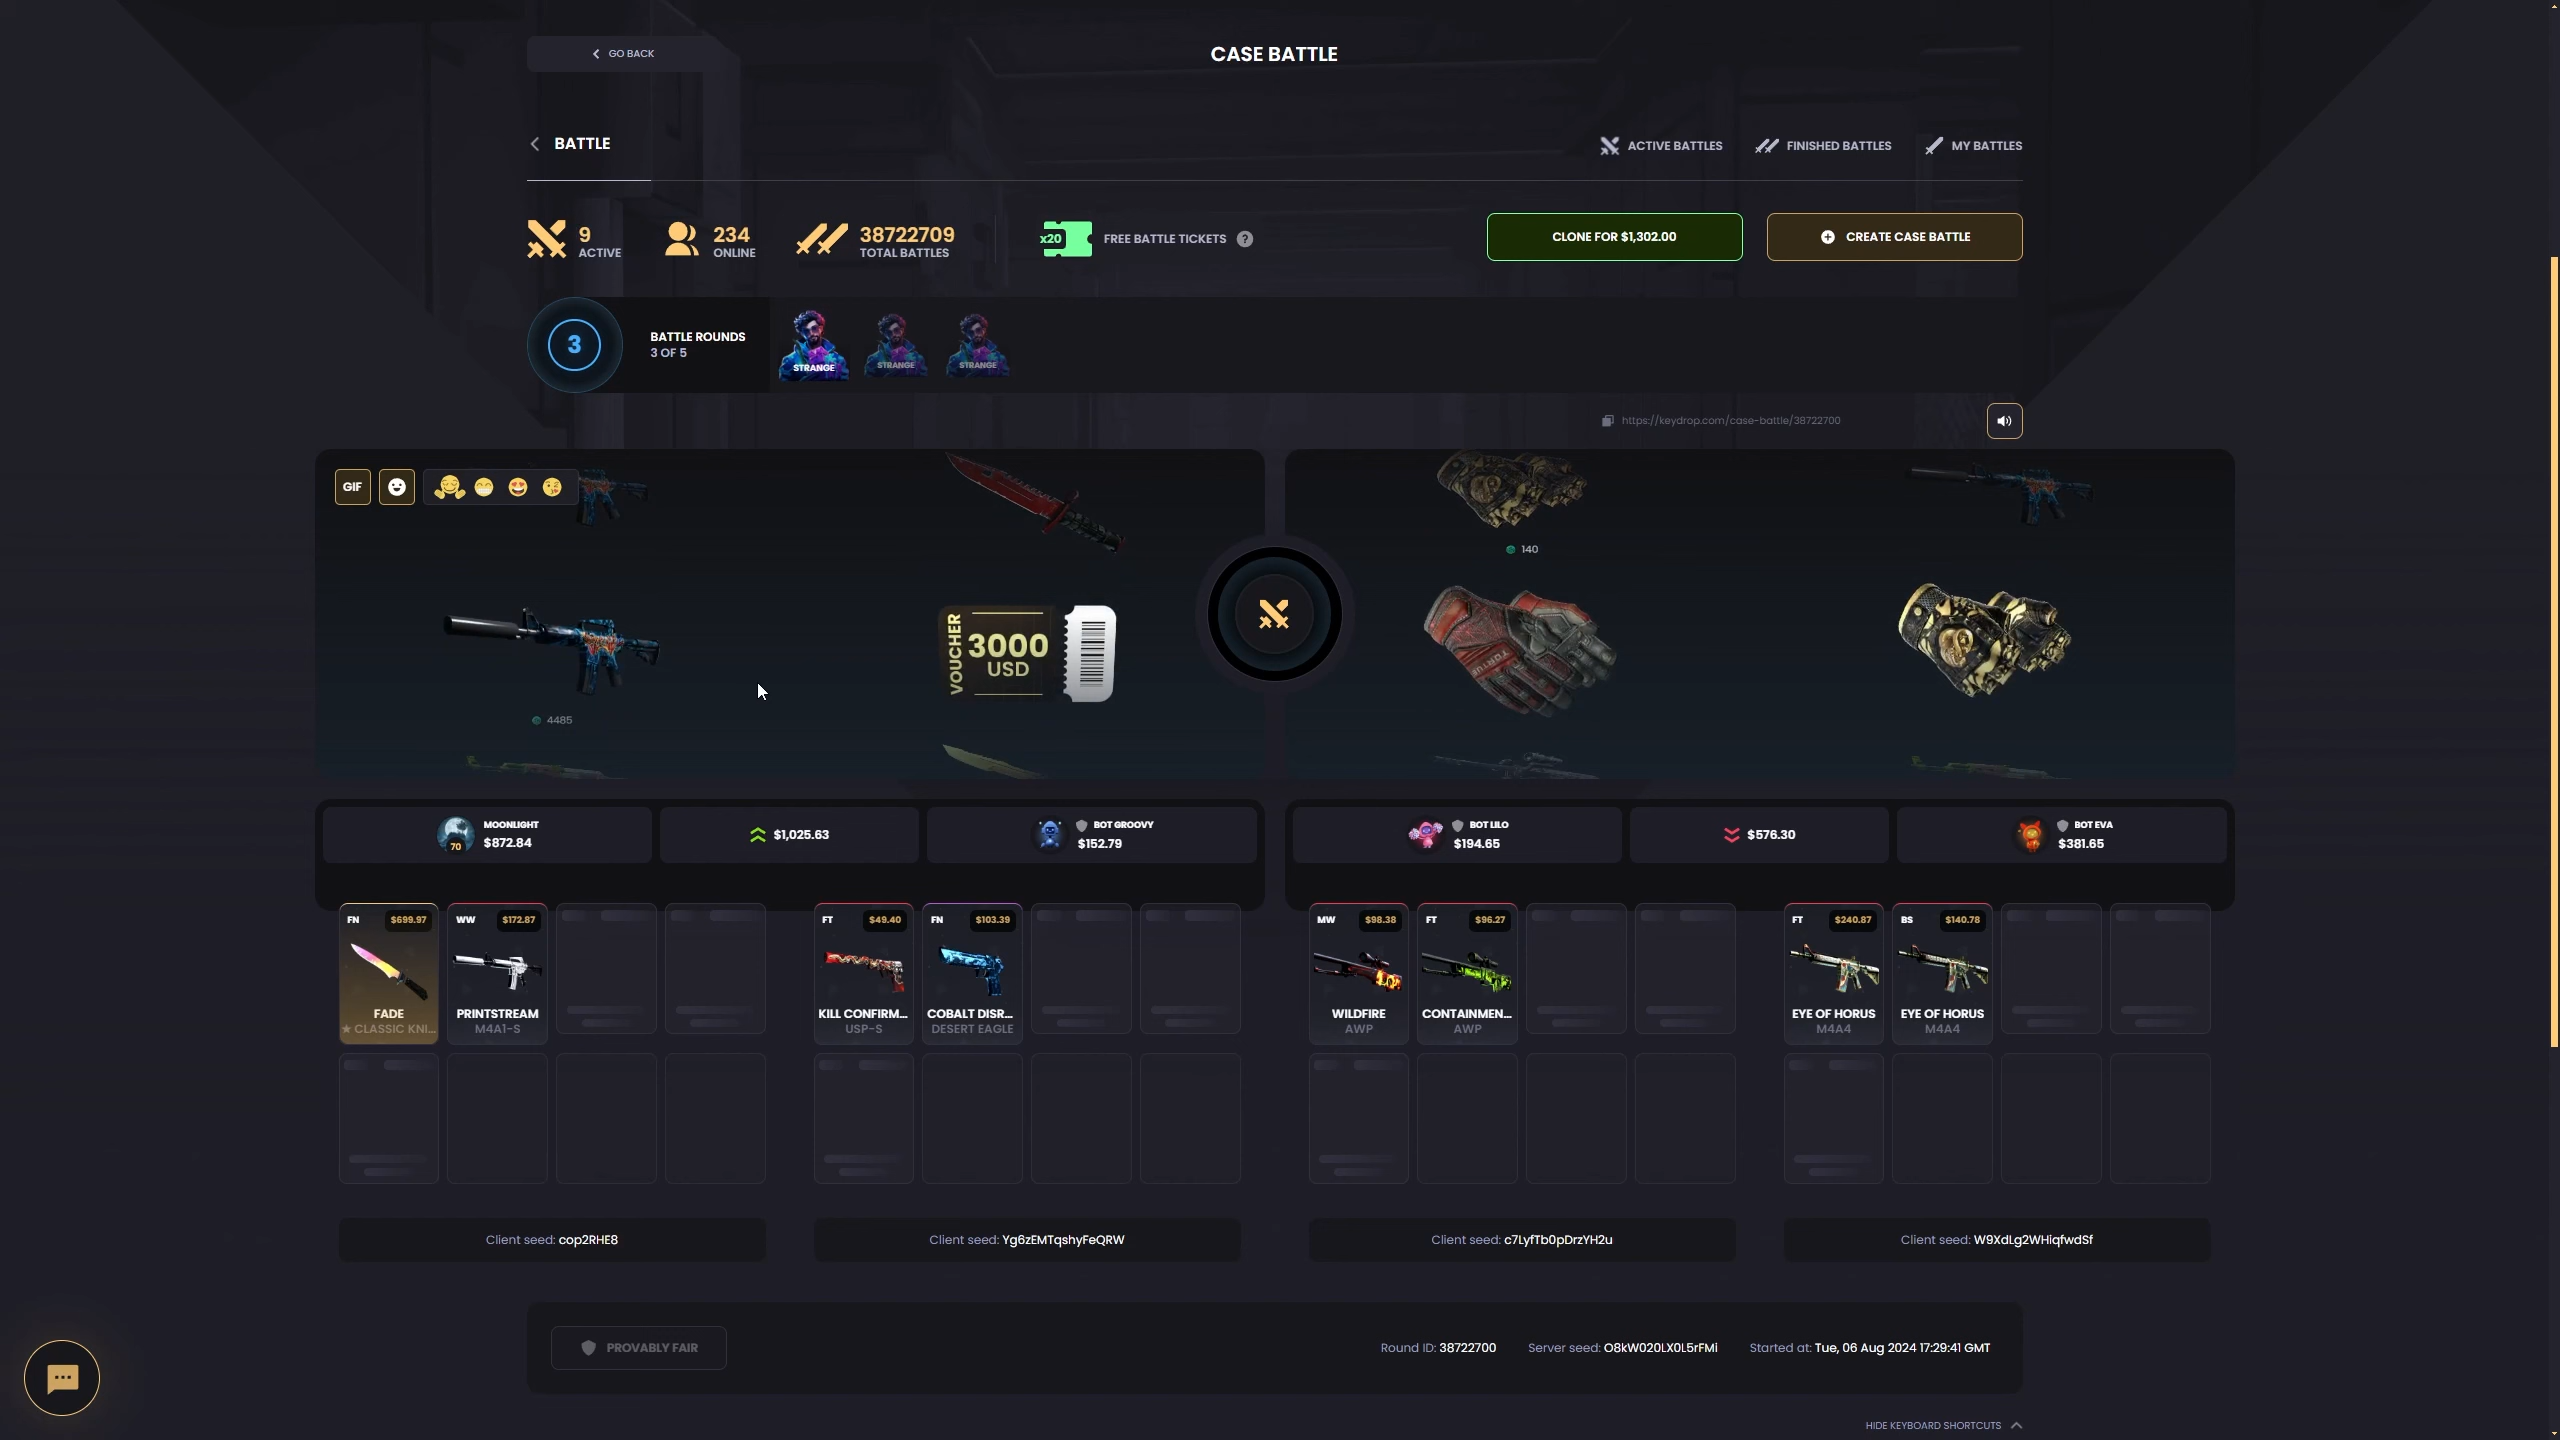 GO BACK
CASE BATTLE
BATTLE
ACTIVE BATTLES
FINISHED BATTLES
MY BATTLES
9
ACTIVE
234
ONLINE
38722709
TOTAL BATTLES
x20
FREE BATTLE TICKETS
?
CLONE FOR $1,302.00
CREATE CASE BATTLE
3
BATTLE ROUNDS
3 OF 5
STRANGE
STRANGE
STRANGE
https://keydrop.com/case-battle/38722700
GIF
140
VOUCHER
3000
USD
4485
MOONLIGHT
70
$872.84
$1,025.63
BOT GROOVY
$152.79
BOT LILO
$194.65
$576.30
BOT EVA
$381.65
FN
$699.97
FADE
★ CLASSIC KNI...
WW
$172.87
PRINTSTREAM
M4A1-S
FT
$49.40
KILL CONFIRM...
USP-S
FN
$103.39
COBALT DISR...
DESERT EAGLE
MW
$98.38
WILDFIRE
AWP
FT
$96.27
CONTAINMEN...
AWP
FT
$240.87
EYE OF HORUS
M4A4
BS
$140.78
EYE OF HORUS
M4A4
Client seed: cop2RHE8
Client seed: Yg6zEMTqshyFeQRW
Client seed: c7LyfTb0pDrzYH2u
Client seed: W9XdLg2WHiqfwdSf
PROVABLY FAIR
Round ID: 38722700
Server seed: O8kW020LX0L5rFMi
Started at: Tue, 06 Aug 2024 17:29:41 GMT
HIDE KEYBOARD SHORTCUTS